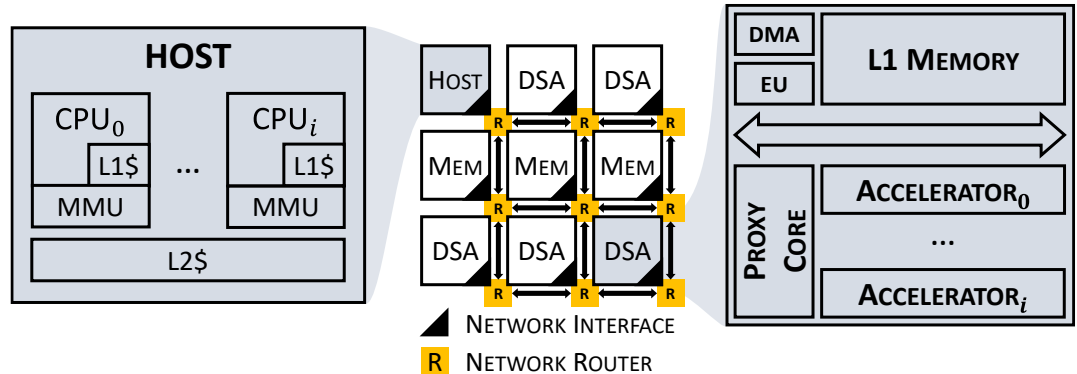 HOST
CPU0
L1$
MMU
...
CPUi
L1$
MMU
L2$
HOST
DSA
DSA
R
R
R
MEM
MEM
MEM
R
R
R
DSA
DSA
DSA
R
R
R
NETWORK INTERFACE
R NETWORK ROUTER
DMA
EU
L1 MEMORY
PROXY
CORE
ACCELERATOR0
...
ACCELERATORi